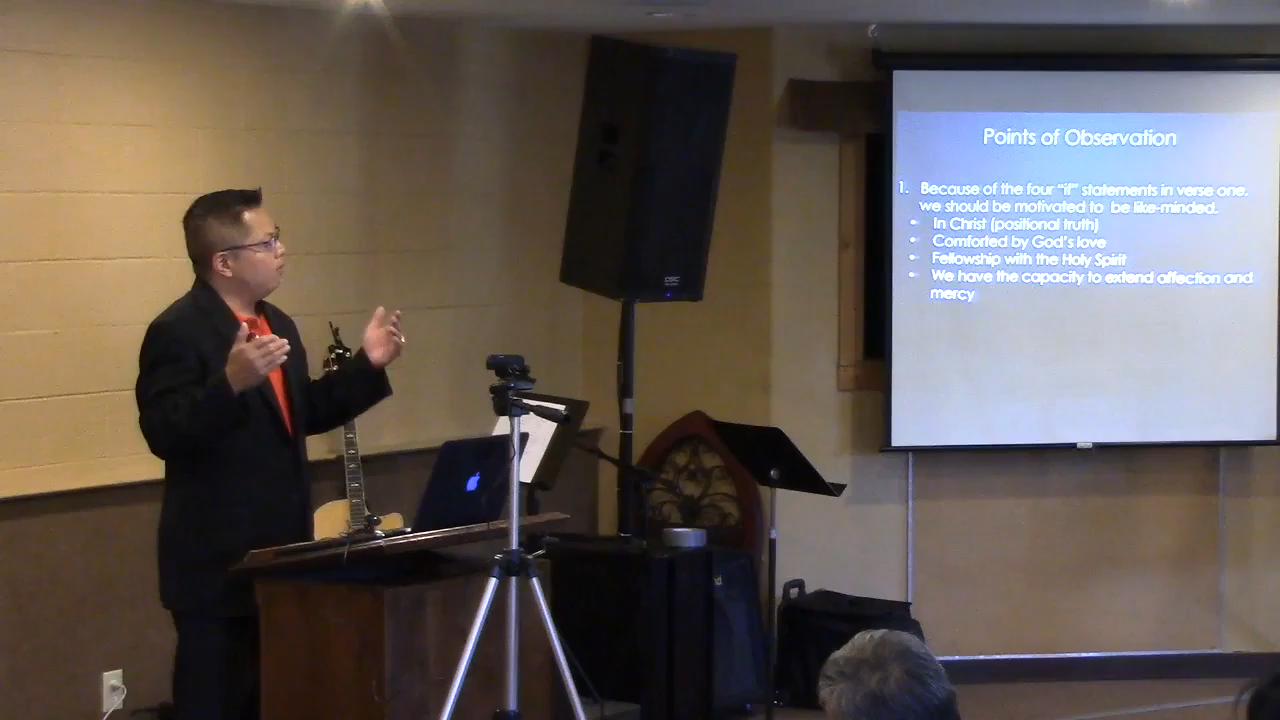 Points of Observation
1. Because of the four "if" statements in verse one,
we should be motivated to be like-minded.
• In Christ (positional truth)
• Comforted by God's love
• Fellowship with the Holy Spirit
• We have the capacity to extend affection and
mercy
QSC